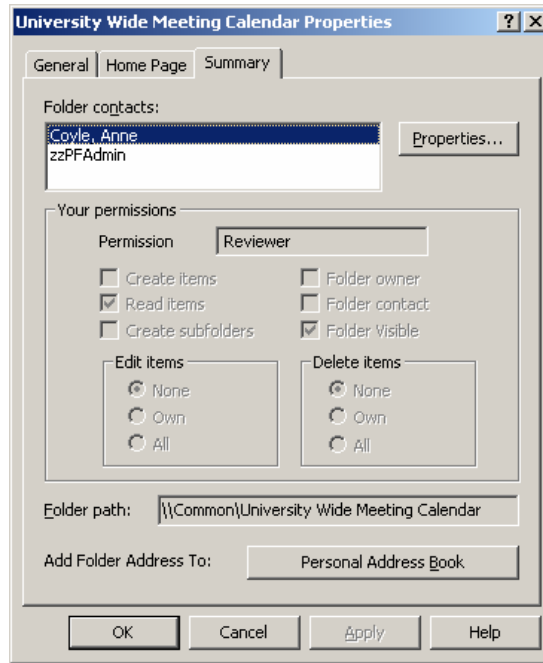 University Wide Meeting Calendar Properties
General Home Page Summary
Folder contacts:
Coyle, Anne
Properties...
zzPFAdmin
Your permissions
Permission Reviewer
Create items Folder owner
Read items Folder contact
Create subfolders Folder Visible
Edit items Delete items
None None
Own Own
All All
Folder path: \\Common\University Wide Meeting Calendar
Add Folder Address To: Personal Address Book
OK Cancel Apply Help